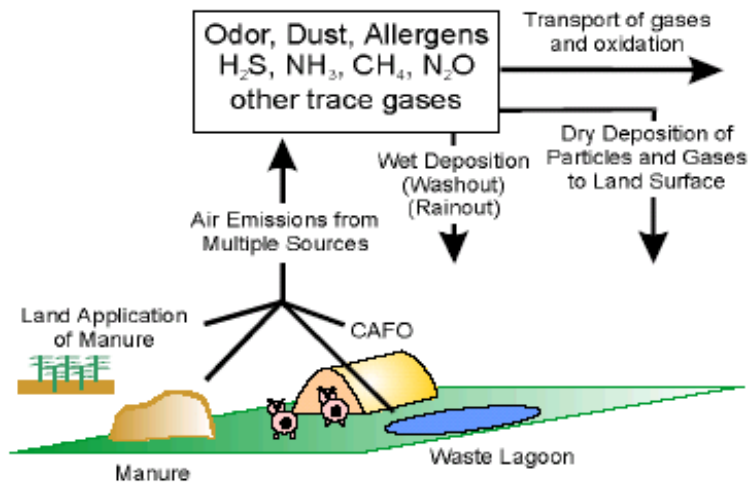 Odor, Dust, Allergens
H₂S, NH₃, CH₄, N₂O
other trace gases
Transport of gases
and oxidation
Wet Deposition
(Washout)
(Rainout)
Dry Deposition of
Particles and Gases
to Land Surface
Air Emissions from
Multiple Sources
Land Application
of Manure
CAFO
Manure
Waste Lagoon